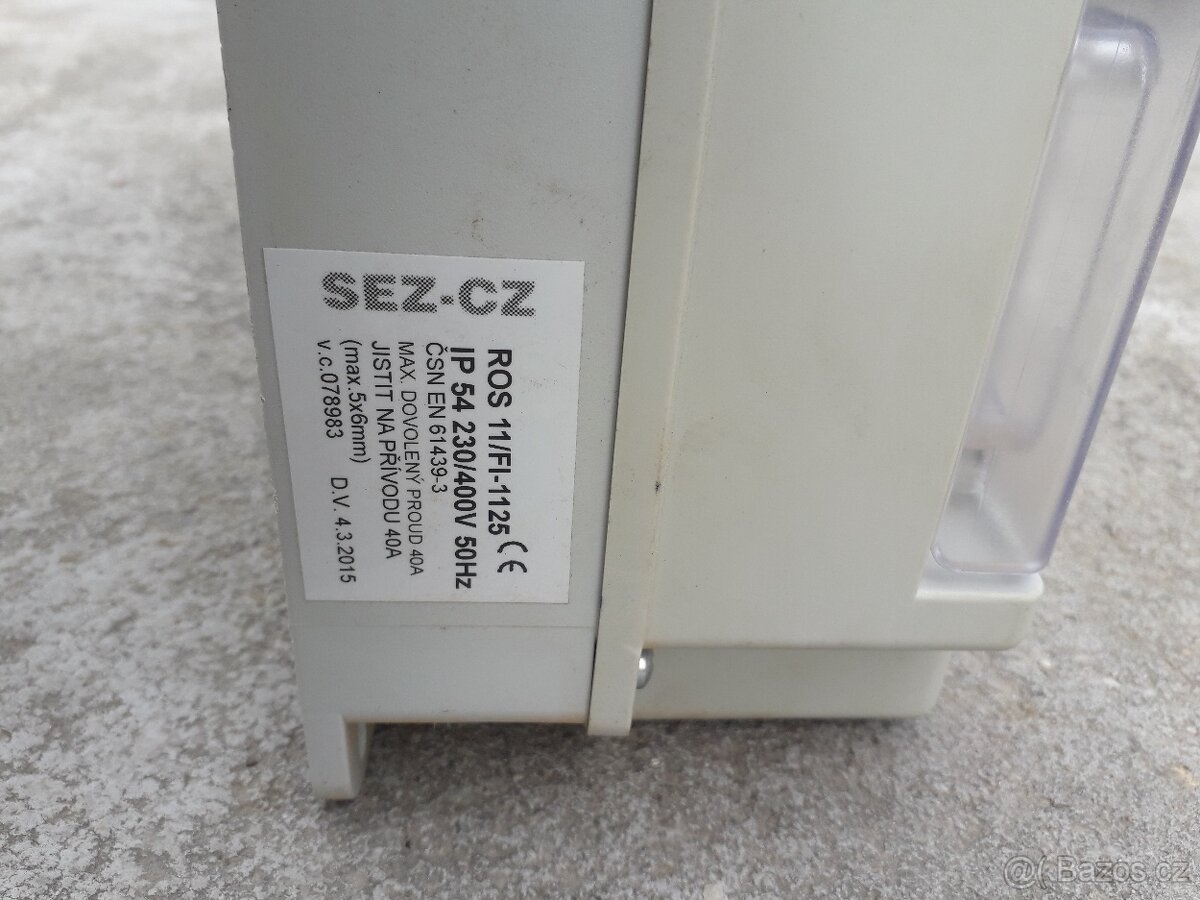 SEZ-CZ
ROS 11/FI-1125 CE
IP 54 230/400V 50Hz
ČSN EN 61439-3
MAX. DOVOLENÝ PROUD 40A
JISTIT NA PŘÍVODU 40A
(max.5x6mm)
v.c.078983 D.V. 4.3.2015
@( Bazos.cz